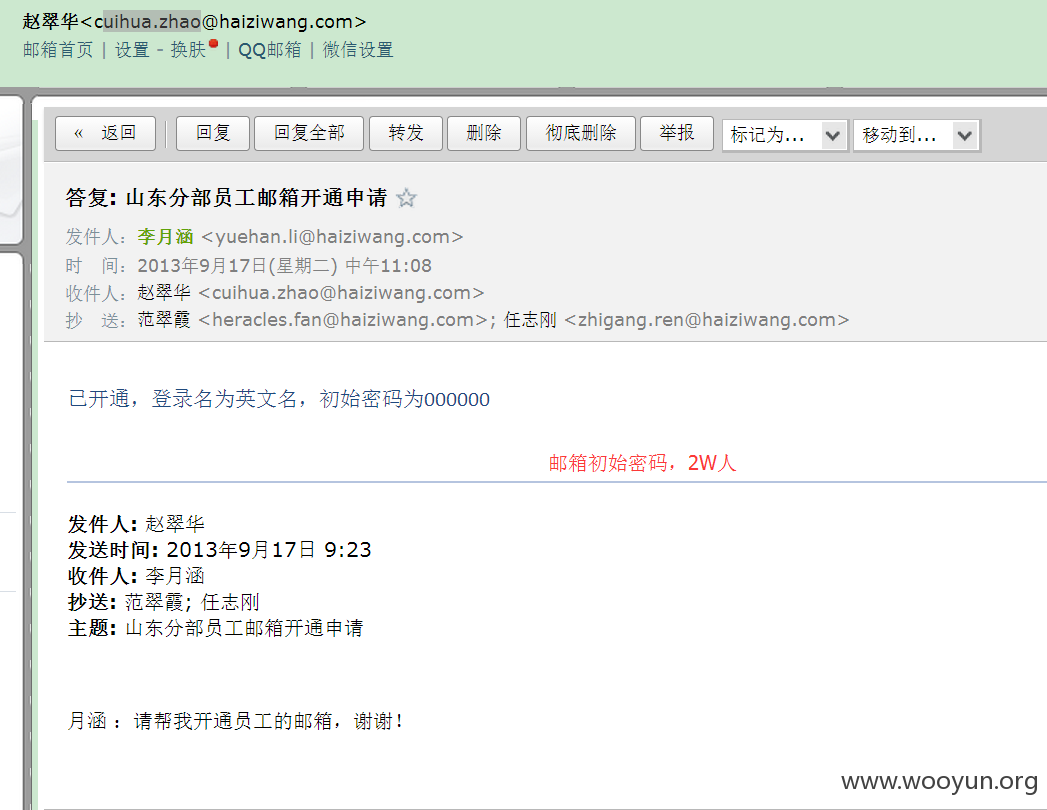 赵翠华<cuihua.zhao@haiziwang.com>
邮箱首页 | 设置 - 换肤 | QQ邮箱 | 微信设置
« 返回 回复 回复全部 转发 删除 彻底删除 举报 标记为... 移动到...
答复: 山东分部员工邮箱开通申请 ☆
发件人: 李月涵 <yuehan.li@haiziwang.com>
时 间: 2013年9月17日(星期二) 中午11:08
收件人: 赵翠华 <cuihua.zhao@haiziwang.com>
抄 送: 范翠霞 <heracles.fan@haiziwang.com>; 任志刚 <zhigang.ren@haiziwang.com>
已开通，登录名为英文名，初始密码为000000
邮箱初始密码，2W人
发件人: 赵翠华
发送时间: 2013年9月17日 9:23
收件人: 李月涵
抄送: 范翠霞; 任志刚
主题: 山东分部员工邮箱开通申请
月涵 ：请帮我开通员工的邮箱，谢谢！
www.wooyun.org